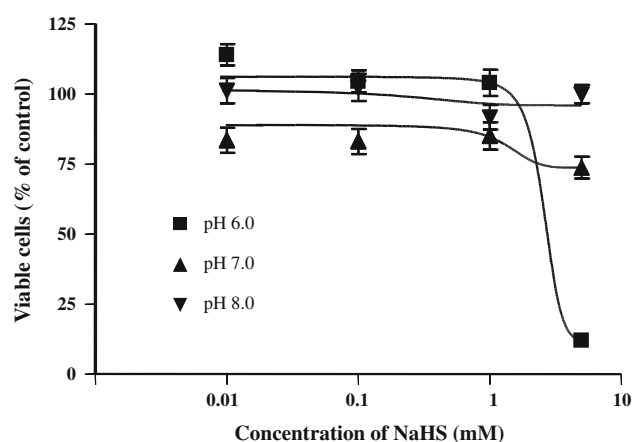 Viable cells ( % of control)
125
100
75
50
25
0
pH 6.0
pH 7.0
pH 8.0
0.01
0.1
1
10
Concentration of NaHS (mM)